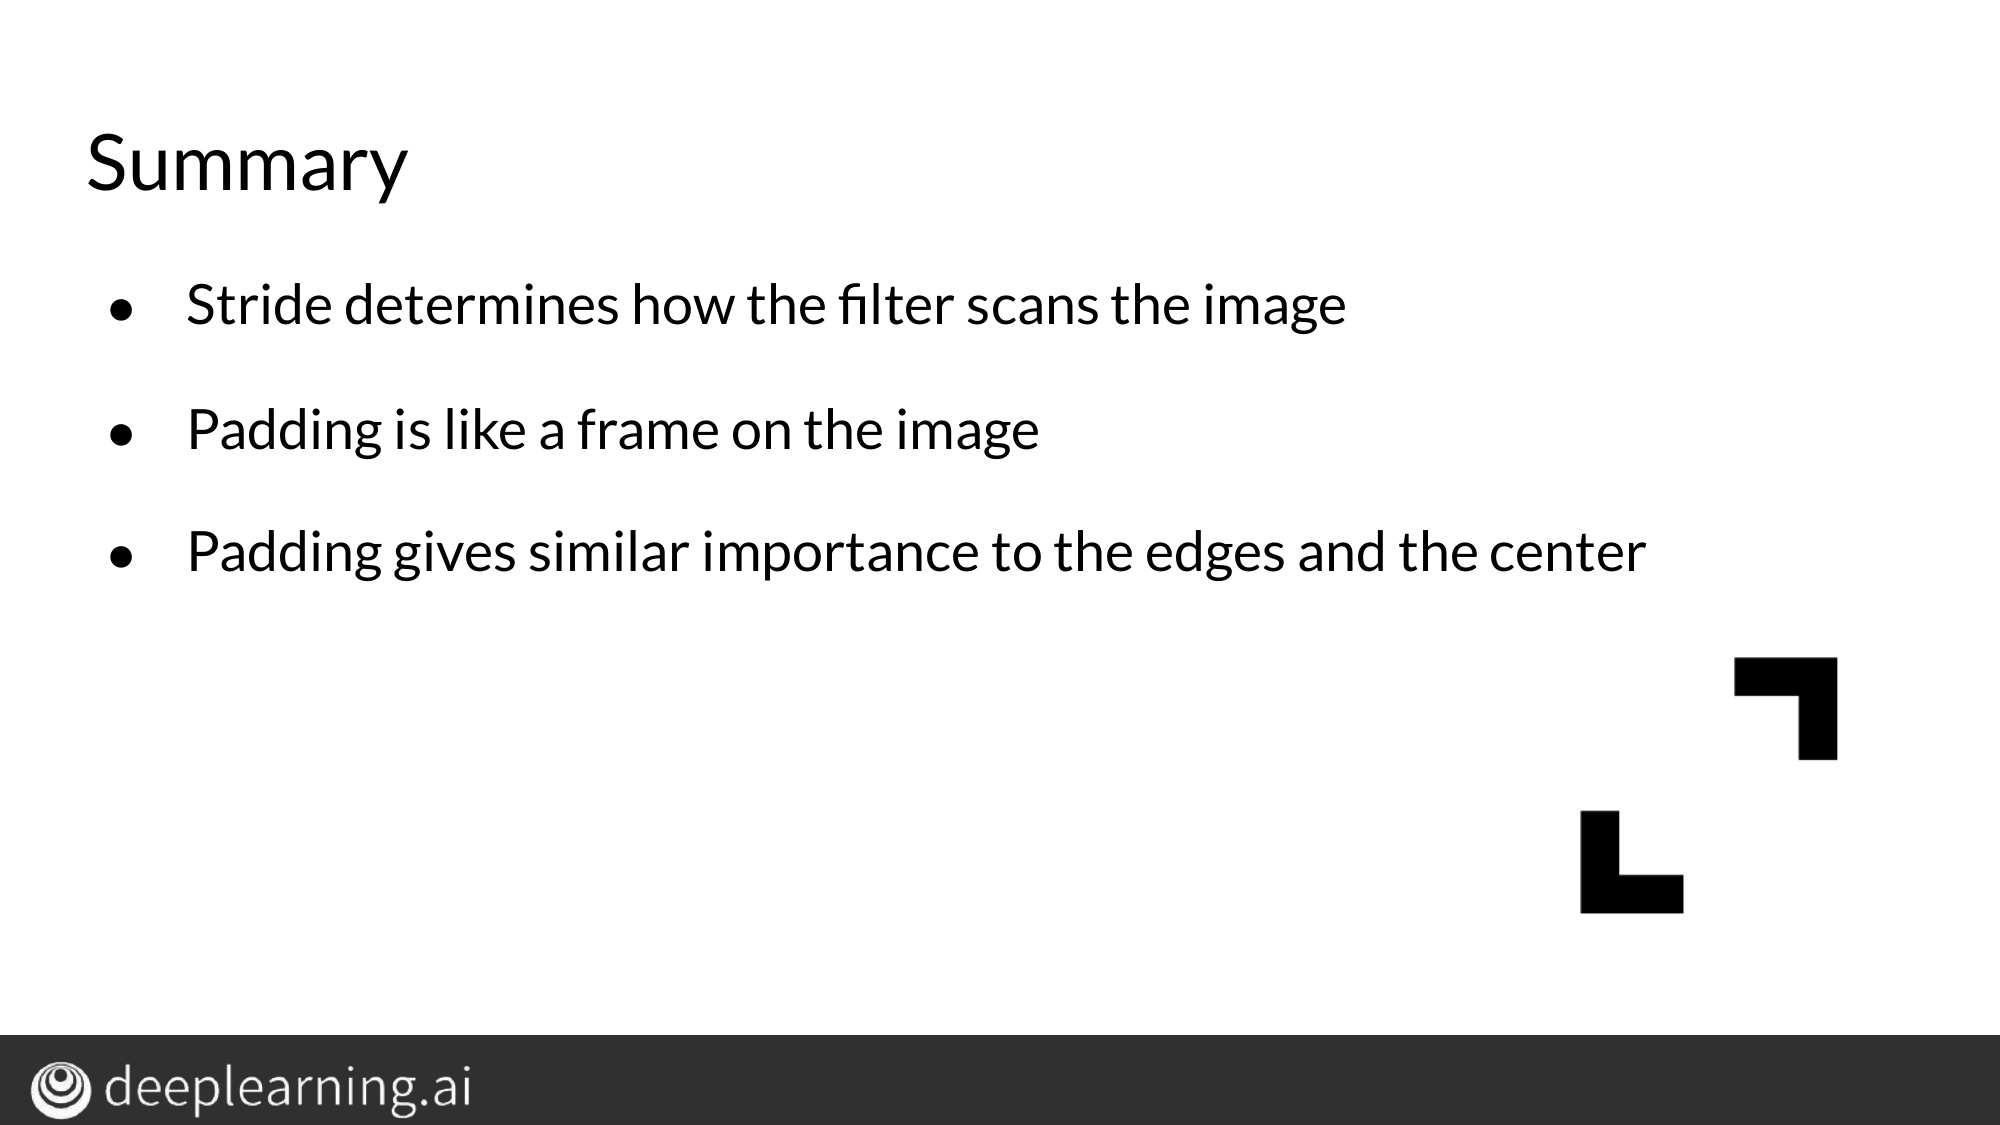 Summary
● Stride determines how the filter scans the image
● Padding is like a frame on the image
● Padding gives similar importance to the edges and the center
deeplearning.ai